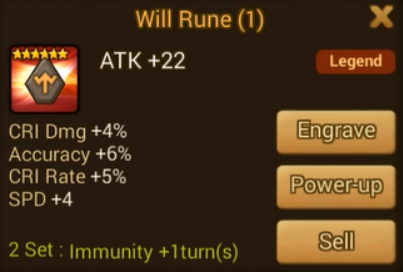 Will Rune (1)
ATK +22
Legend
CRI Dmg +4%
Accuracy +6%
CRI Rate +5%
SPD +4
Engrave
Power-up
Sell
2 Set : Immunity +1turn(s)